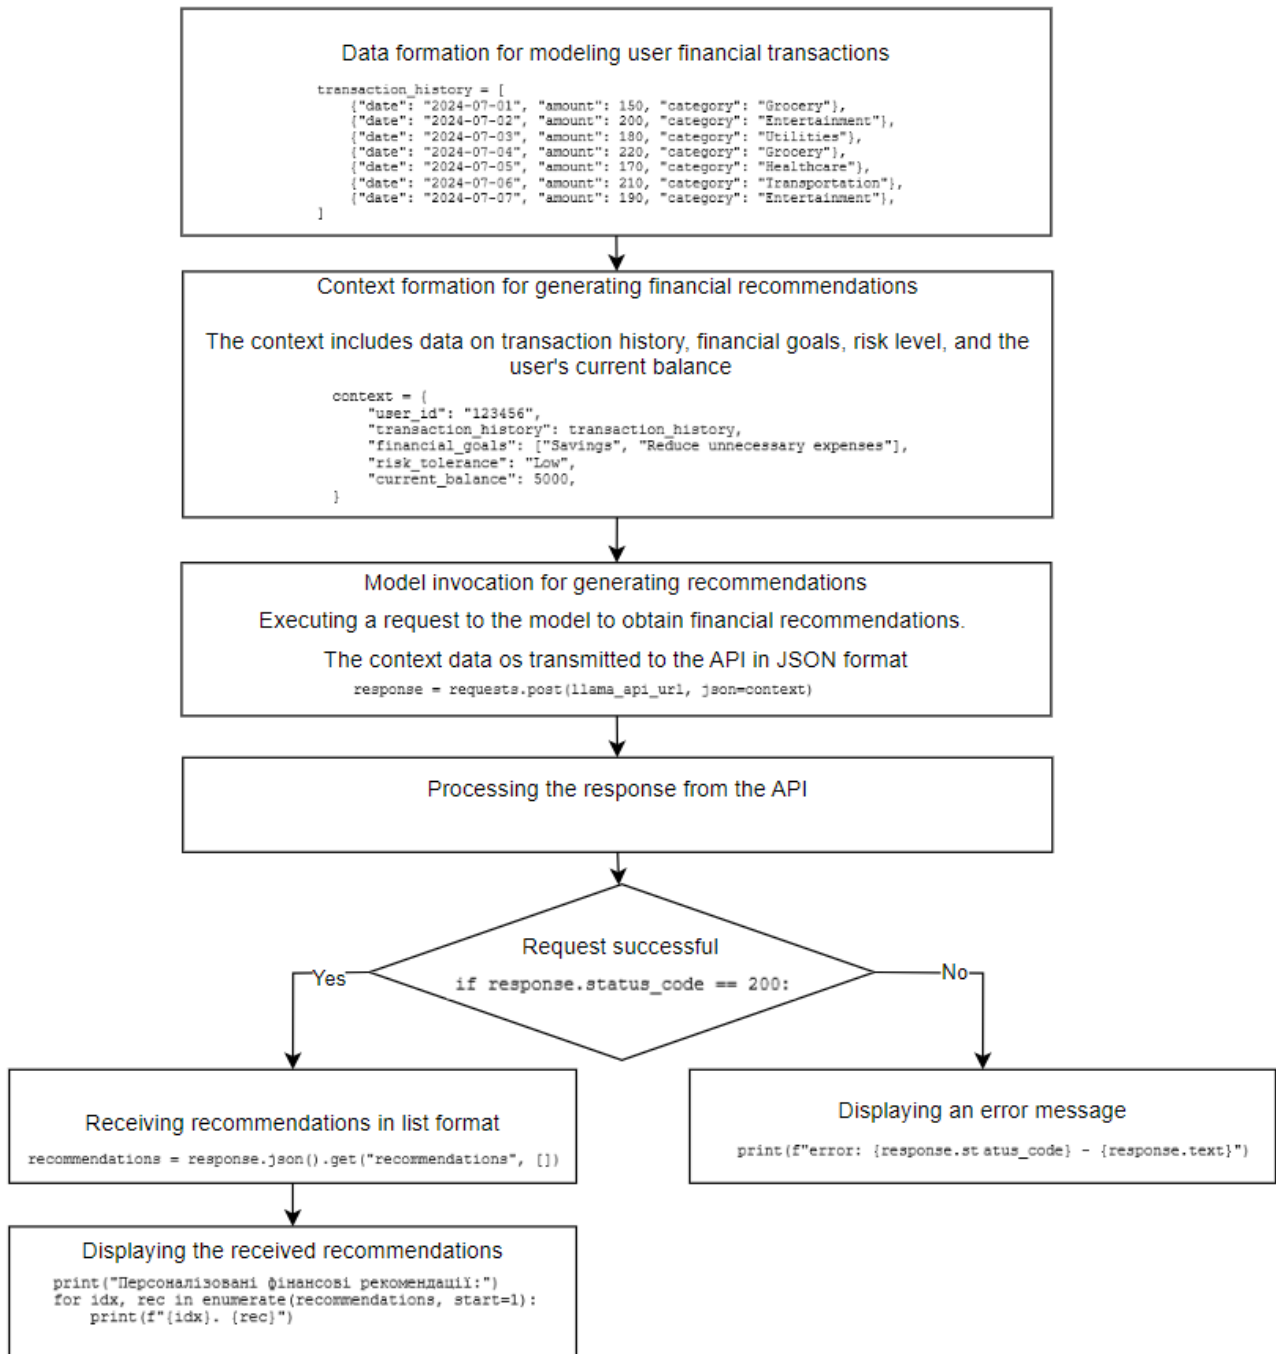 Data formation for modeling user financial transactions
transaction_history = [
{"date": "2024-07-01", "amount": 150, "category": "Grocery"},
{"date": "2024-07-02", "amount": 200, "category": "Entertainment"},
{"date": "2024-07-03", "amount": 180, "category": "Utilities"},
{"date": "2024-07-04", "amount": 220, "category": "Grocery"},
{"date": "2024-07-05", "amount": 170, "category": "Healthcare"},
{"date": "2024-07-06", "amount": 210, "category": "Transportation"},
{"date": "2024-07-07", "amount": 190, "category": "Entertainment"},
]
Context formation for generating financial recommendations
The context includes data on transaction history, financial goals, risk level, and the
user's current balance
context = {
"user_id": "123456",
"transaction_history": transaction_history,
"financial_goals": ["Savings", "Reduce unnecessary expenses"],
"risk_tolerance": "Low",
"current_balance": 5000,
}
Model invocation for generating recommendations
Executing a request to the model to obtain financial recommendations.
The context data os transmitted to the API in JSON format
response = requests.post(llama_api_url, json=context)
Processing the response from the API
Request successful
if response.status_code == 200:
Yes
No
Receiving recommendations in list format
recommendations = response.json().get("recommendations", [])
Displaying an error message
print(f"error: {response.st atus_code} - {response.text}")
Displaying the received recommendations
print("Персоналізовані фінансові рекомендації:")
for idx, rec in enumerate(recommendations, start=1):
print(f"{idx}. {rec}")